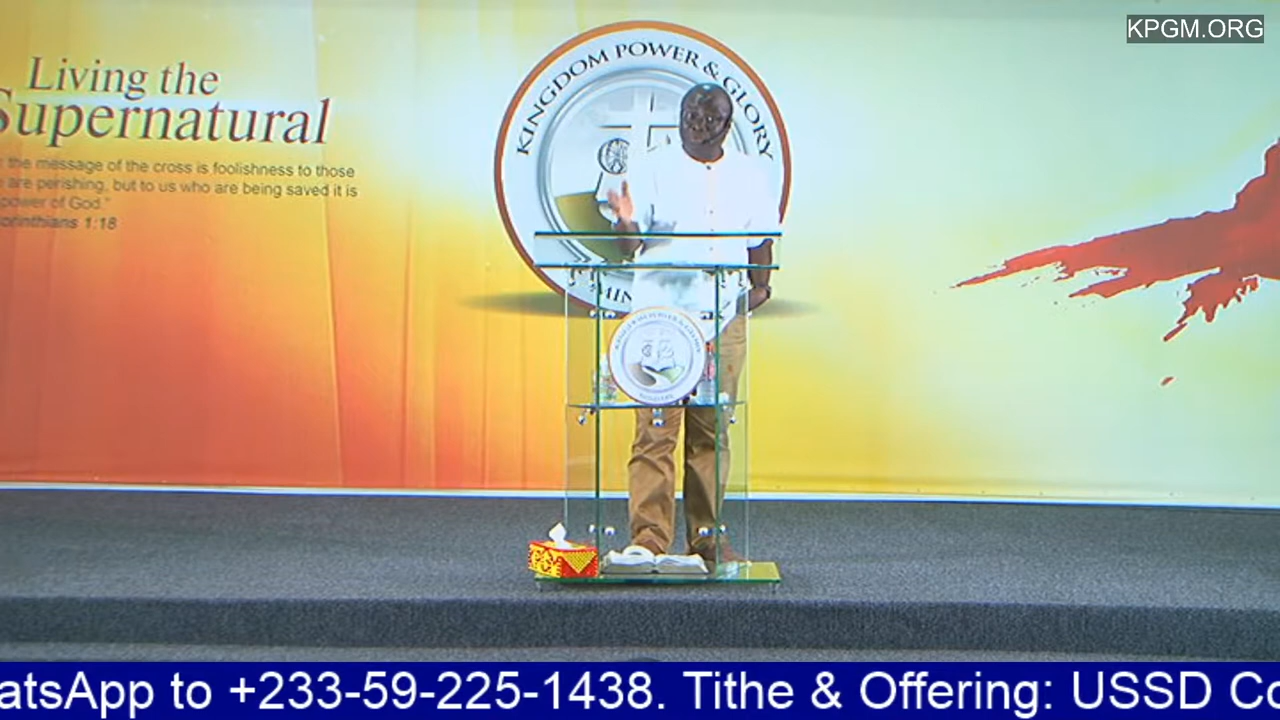 KPGM.ORG
Living the
Supernatural
the message of the cross is foolishness to those
are perishing, but to us who are being saved it is
power of God."
orinthians 1:18
KINGDOM POWER & GLORY
MIN
atsApp to +233-59-225-1438. Tithe & Offering: USSD Co